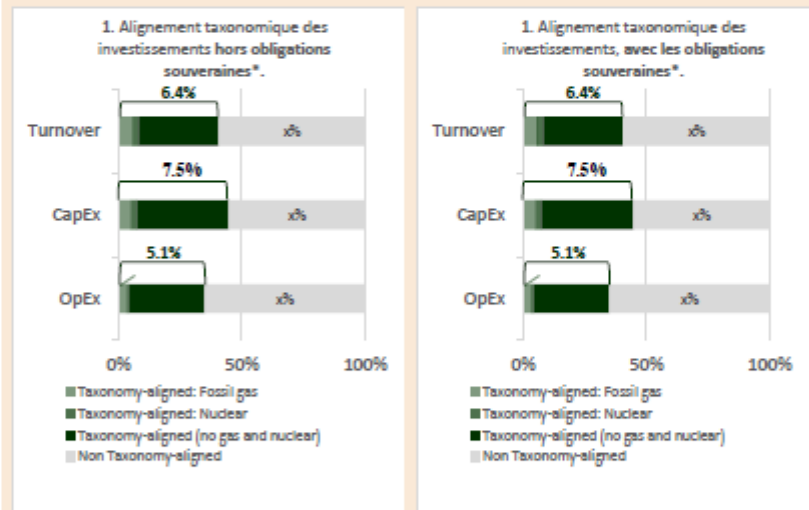 1. Alignement taxonomique des
investissements hors obligations
souveraines*.
6.4%
Turnover
x%
7.5%
CapEx
5.1%
OpEx
x%
0%
50%
100%
Taxonomy-aligned: Fossil gas
Taxonomy-aligned: Nuclear
Taxonomy-aligned (no gas and nuclear)
Non Taxonomy-aligned
1. Alignement taxonomique des
investissements, avec les obligations
souveraines*.
6.4%
Turnover
x%
7.5%
CapEx
x%
5.1%
OpEx
x%
0%
50%
100%
Taxonomy-aligned: Fossil gas
Taxonomy-aligned: Nuclear
Taxonomy-aligned (no gas and nuclear)
Non Taxonomy-aligned